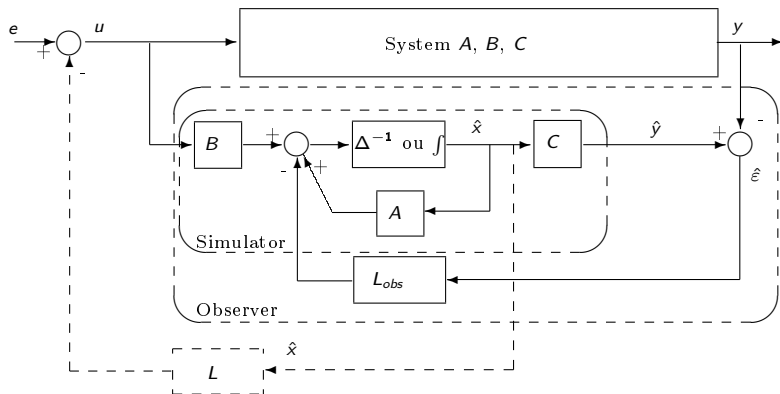 e
u
System A, B, C
y
+
-
-
B
+
Δ⁻¹ ou ∫
x̂
C
ŷ
+
+
-
ε̂
A
Simulator
L_obs
Observer
x̂
L